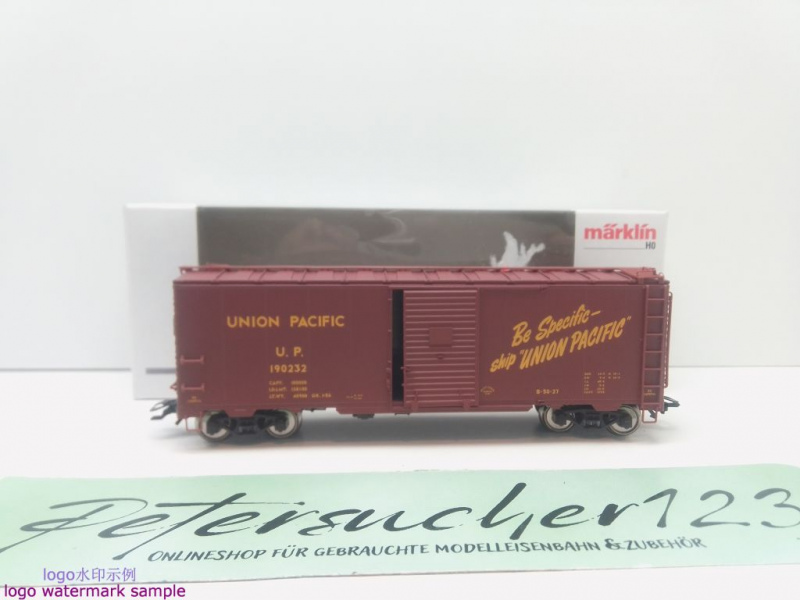 märklin
H0
UNION PACIFIC
U. P.
190232
Be Specific—
ship "UNION PACIFIC"
Petersucher123
ONLINESHOP FÜR GEBRAUCHTE MODELLEISENBAHN & ZUBEHÖR
logo水印示例
logo watermark sample